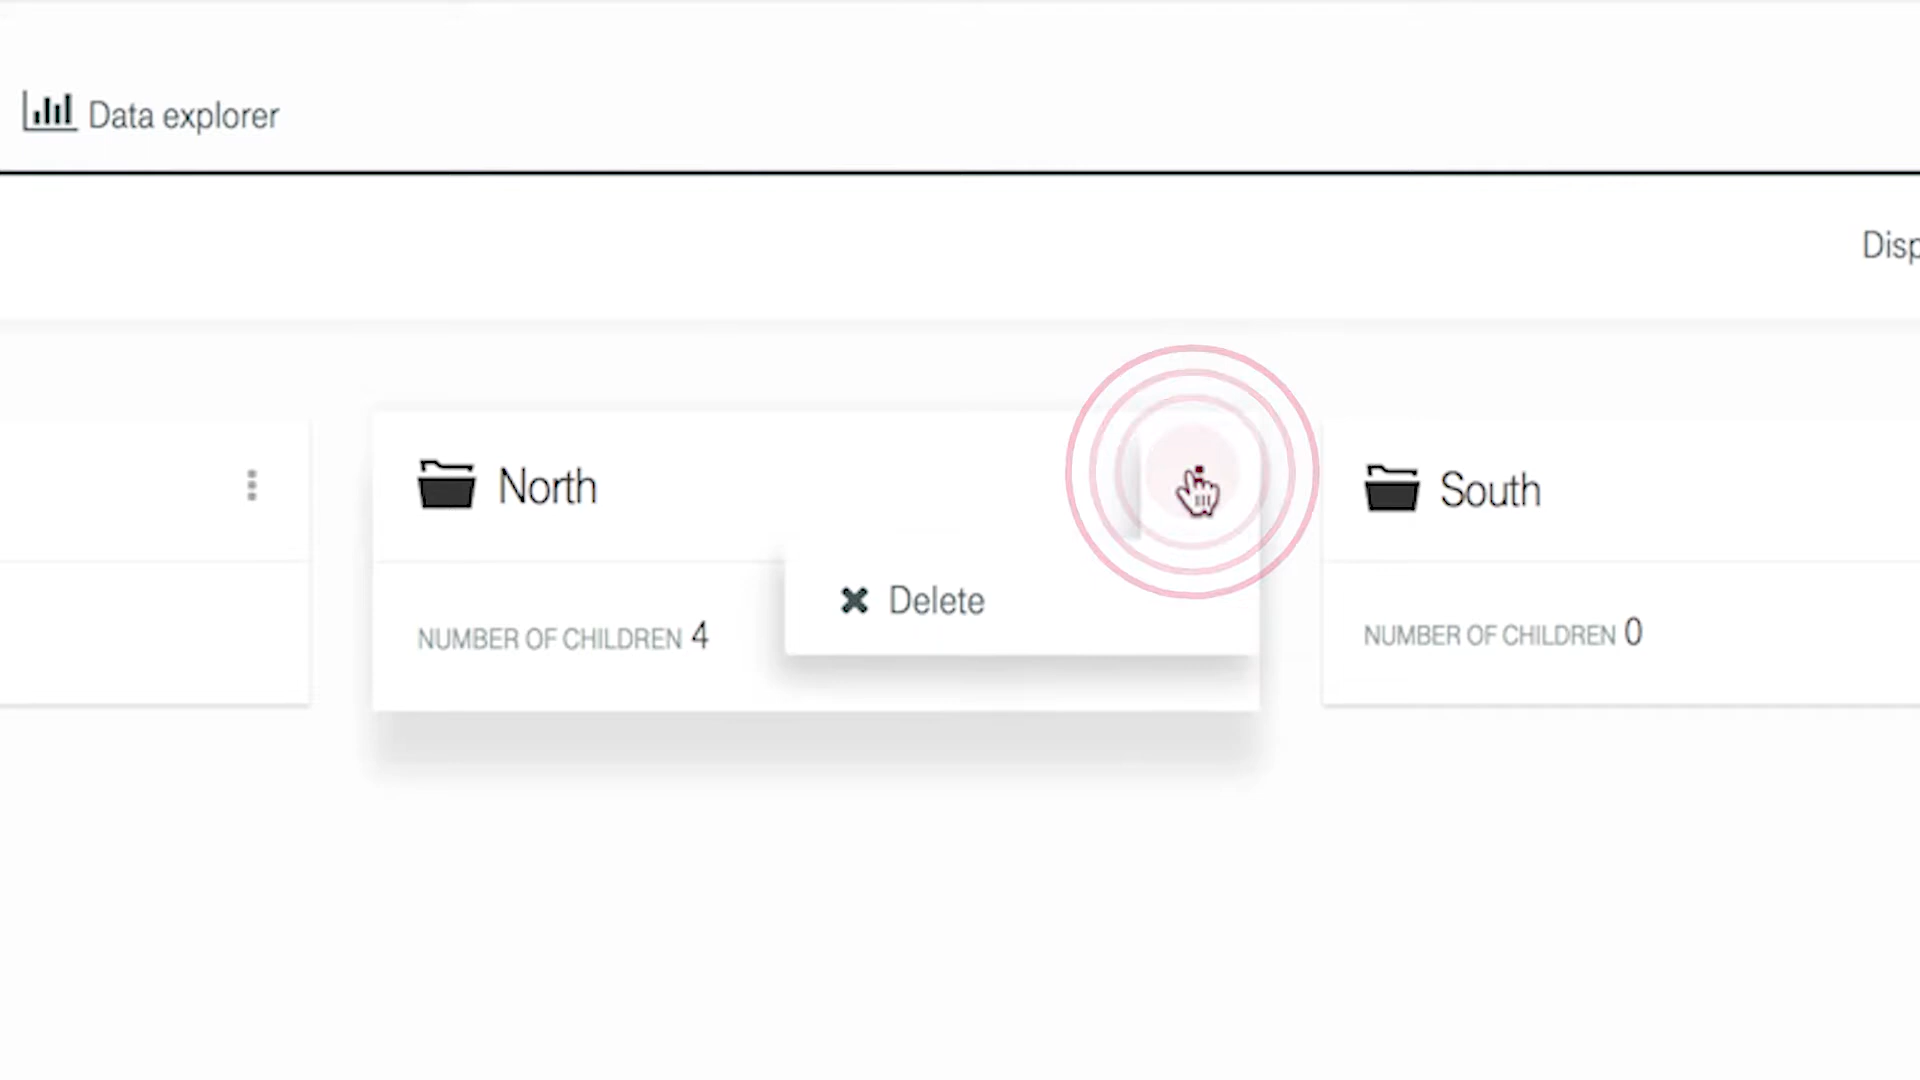 Data explorer
Disp
North
South
Delete
NUMBER OF CHILDREN 4
NUMBER OF CHILDREN 0